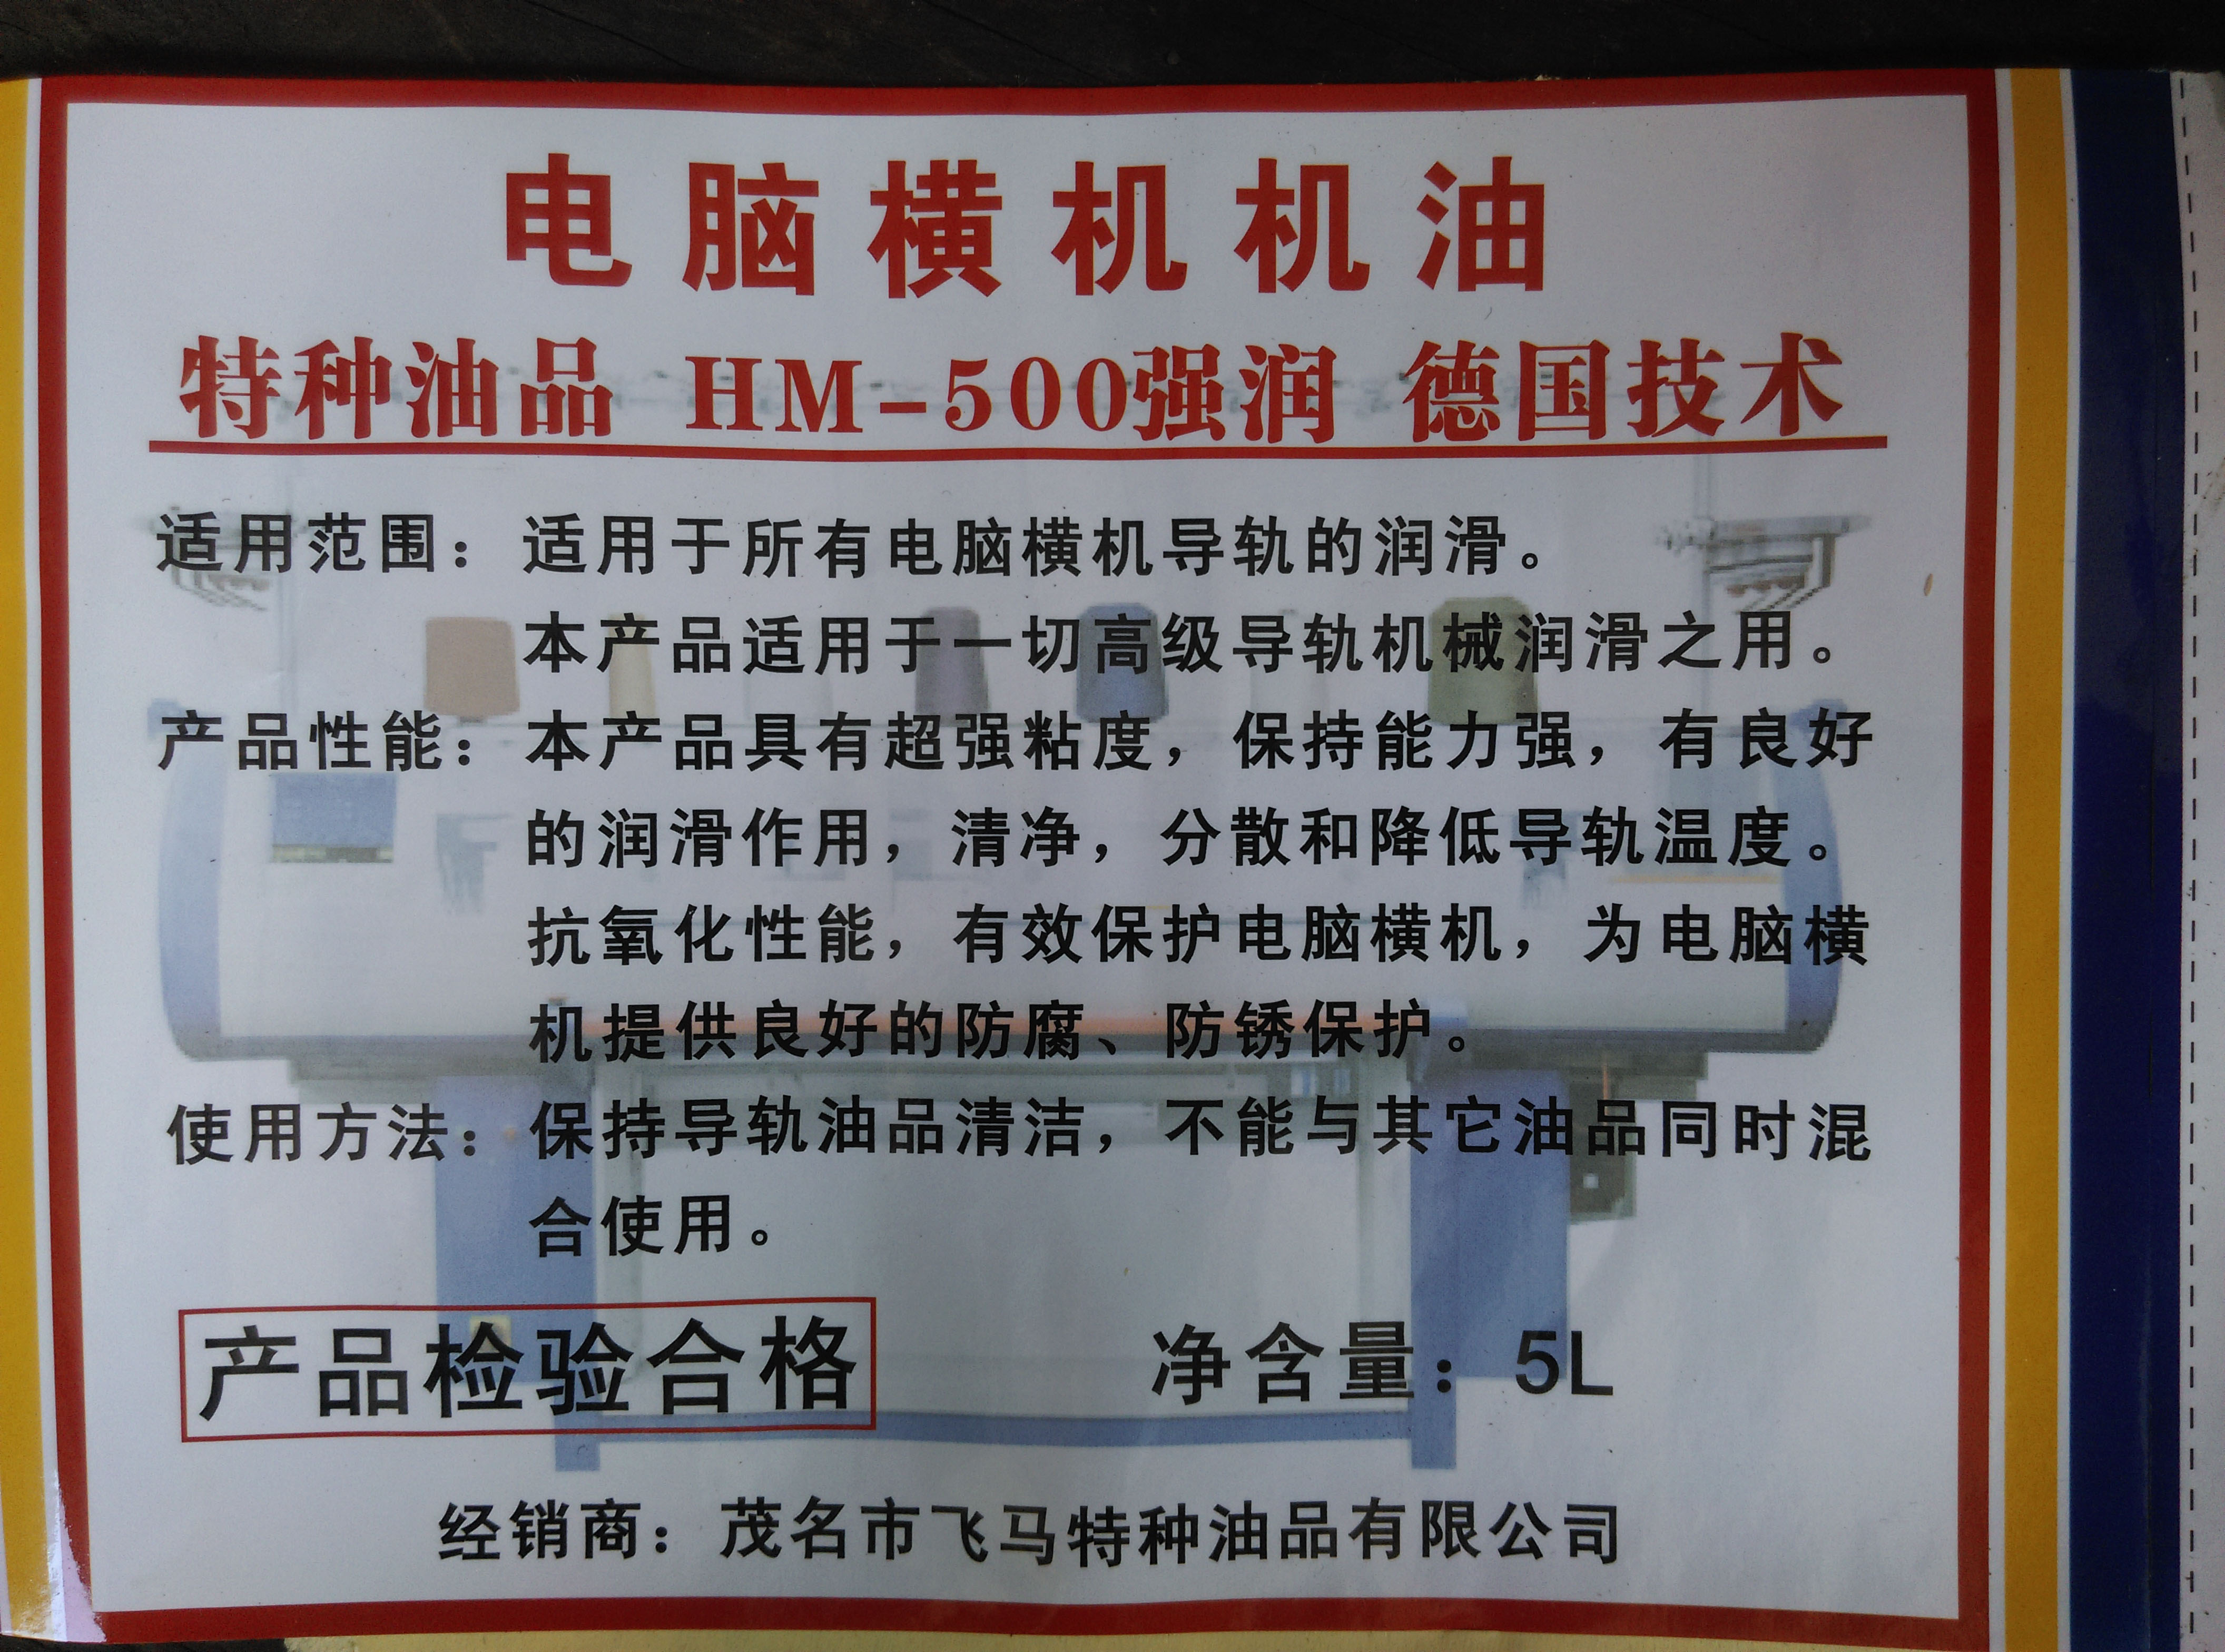 电脑横机机油
特种油品 HM-500强润 德国技术
适用范围：适用于所有电脑横机导轨的润滑。
本产品适用于一切高级导轨机械润滑之用。
产品性能：本产品具有超强粘度，保持能力强，有良好
的润滑作用，清净，分散和降低导轨温度。
抗氧化性能，有效保护电脑横机，为电脑横
机提供良好的防腐、防锈保护。
使用方法：保持导轨油品清洁，不能与其它油品同时混
合使用。
产品检验合格 净含量：5L
经销商：茂名市飞马特种油品有限公司